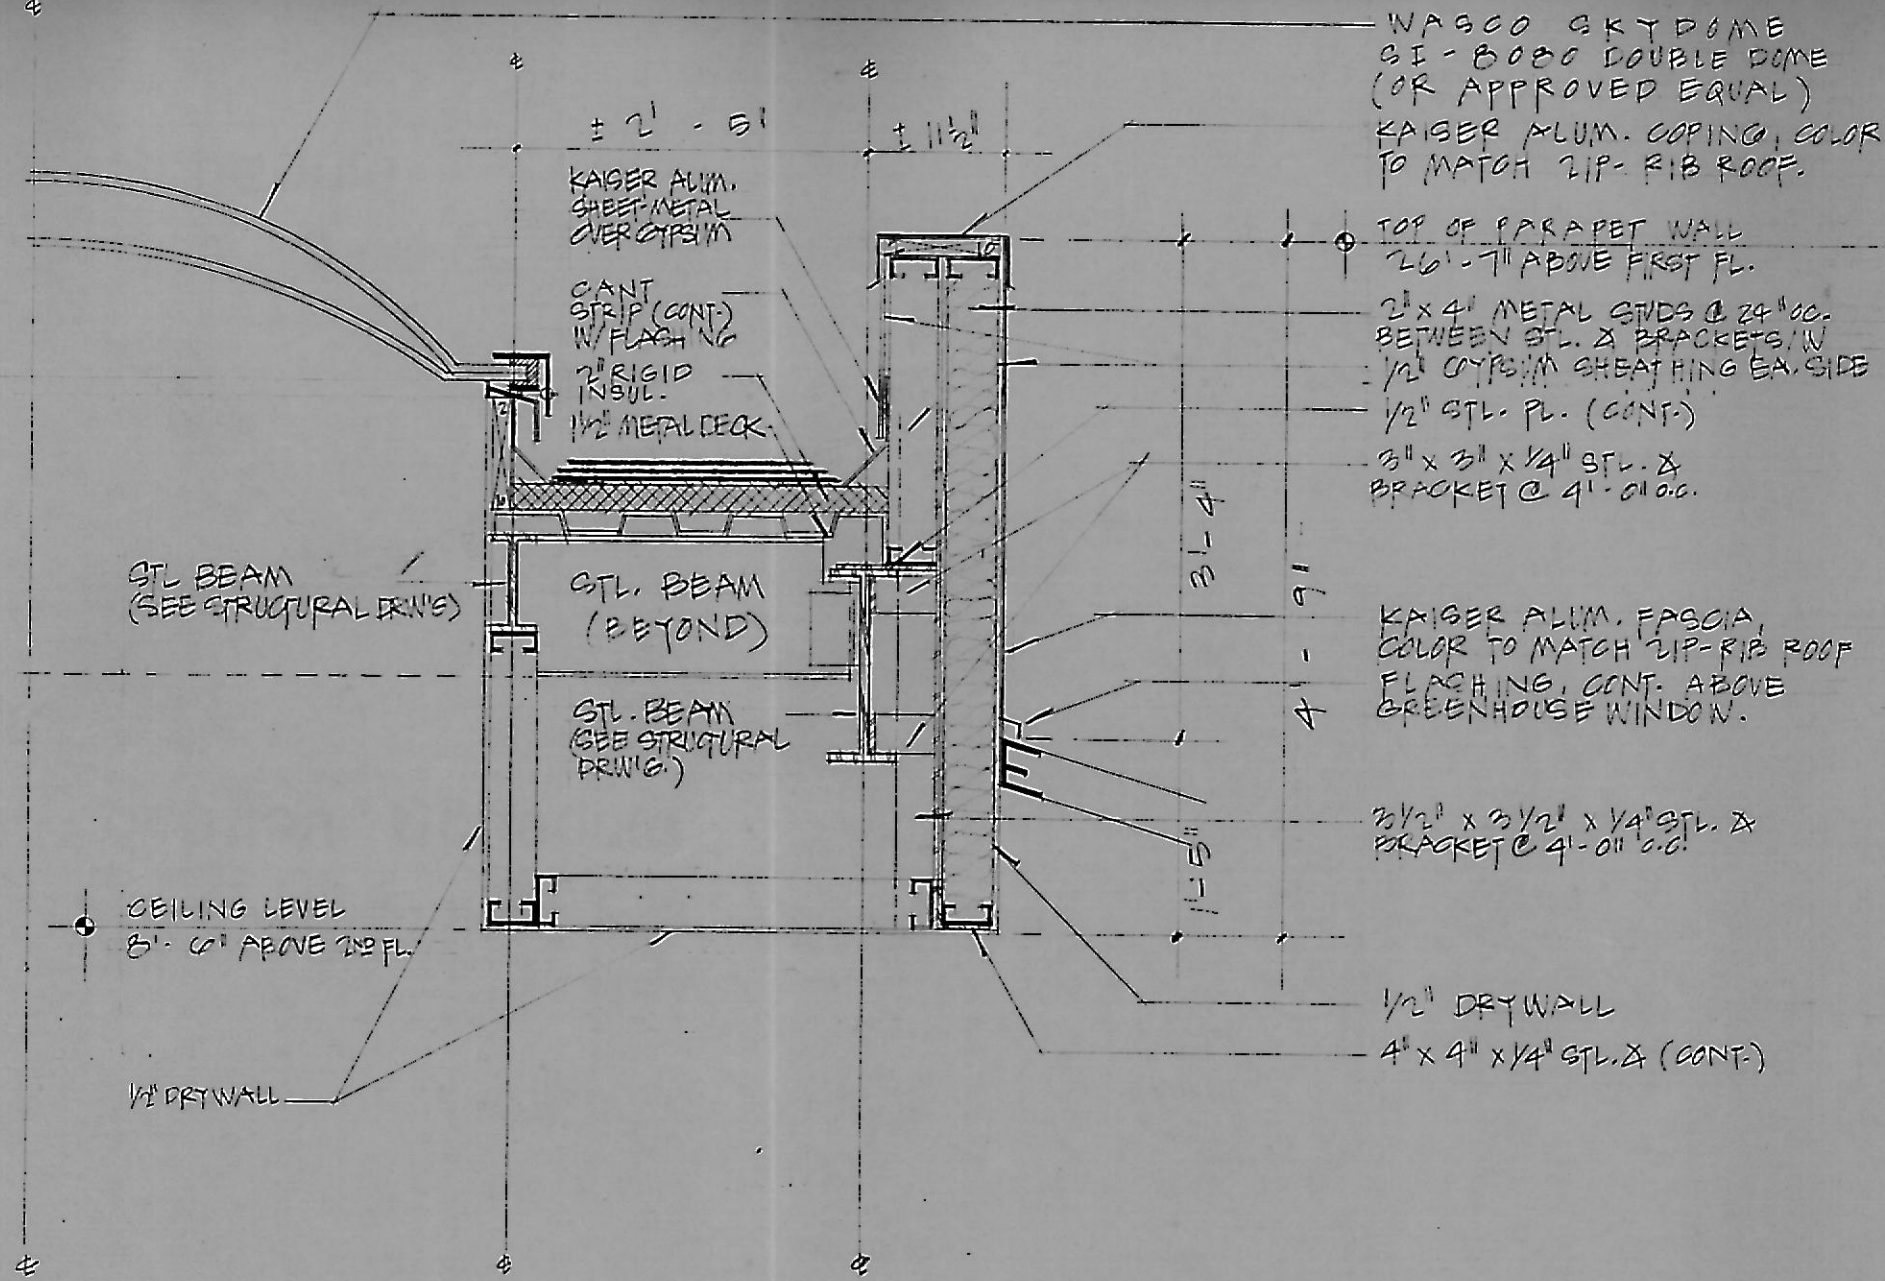 WASCO SKYDOME
SI-8080 DOUBLE DOME
(OR APPROVED EQUAL)
KAISER ALUM. COPING, COLOR
TO MATCH ZIP-RIB ROOF.
± 2' - 5"
± 11½"
KAISER ALUM.
SHEET METAL
OVER GYPSUM
CANT
STRIP (CONT.)
W/ FLASHING
2" RIGID
INSUL.
1½" METAL DECK
TOP OF PARAPET WALL
26'-7" ABOVE FIRST FL.
2" x 4" METAL STUDS @ 24" OC.
BETWEEN STL. ∡ BRACKETS/W
1/2" GYPSUM SHEATHING EA. SIDE
1/2" STL. PL. (CONT.)
3" x 3" x 1/4" STL. ∡
BRACKET @ 4'-0" O.C.
3'-4"
4'-9"
1'-5"
STL BEAM
(SEE STRUCTURAL DRW'G)
STL. BEAM
(BEYOND)
STL. BEAM
(SEE STRUCTURAL
DRW'G.)
KAISER ALUM. FASCIA,
COLOR TO MATCH ZIP-RIB ROOF
FLASHING, CONT. ABOVE
GREENHOUSE WINDOW.
3 1/2" x 3 1/2" x 1/4" STL. ∡
BRACKET @ 4'-0" O.C.
CEILING LEVEL
8'-6" ABOVE 2ND FL.
1/2" DRYWALL
4" x 4" x 1/4" STL. ∡ (CONT.)
1/2" DRYWALL